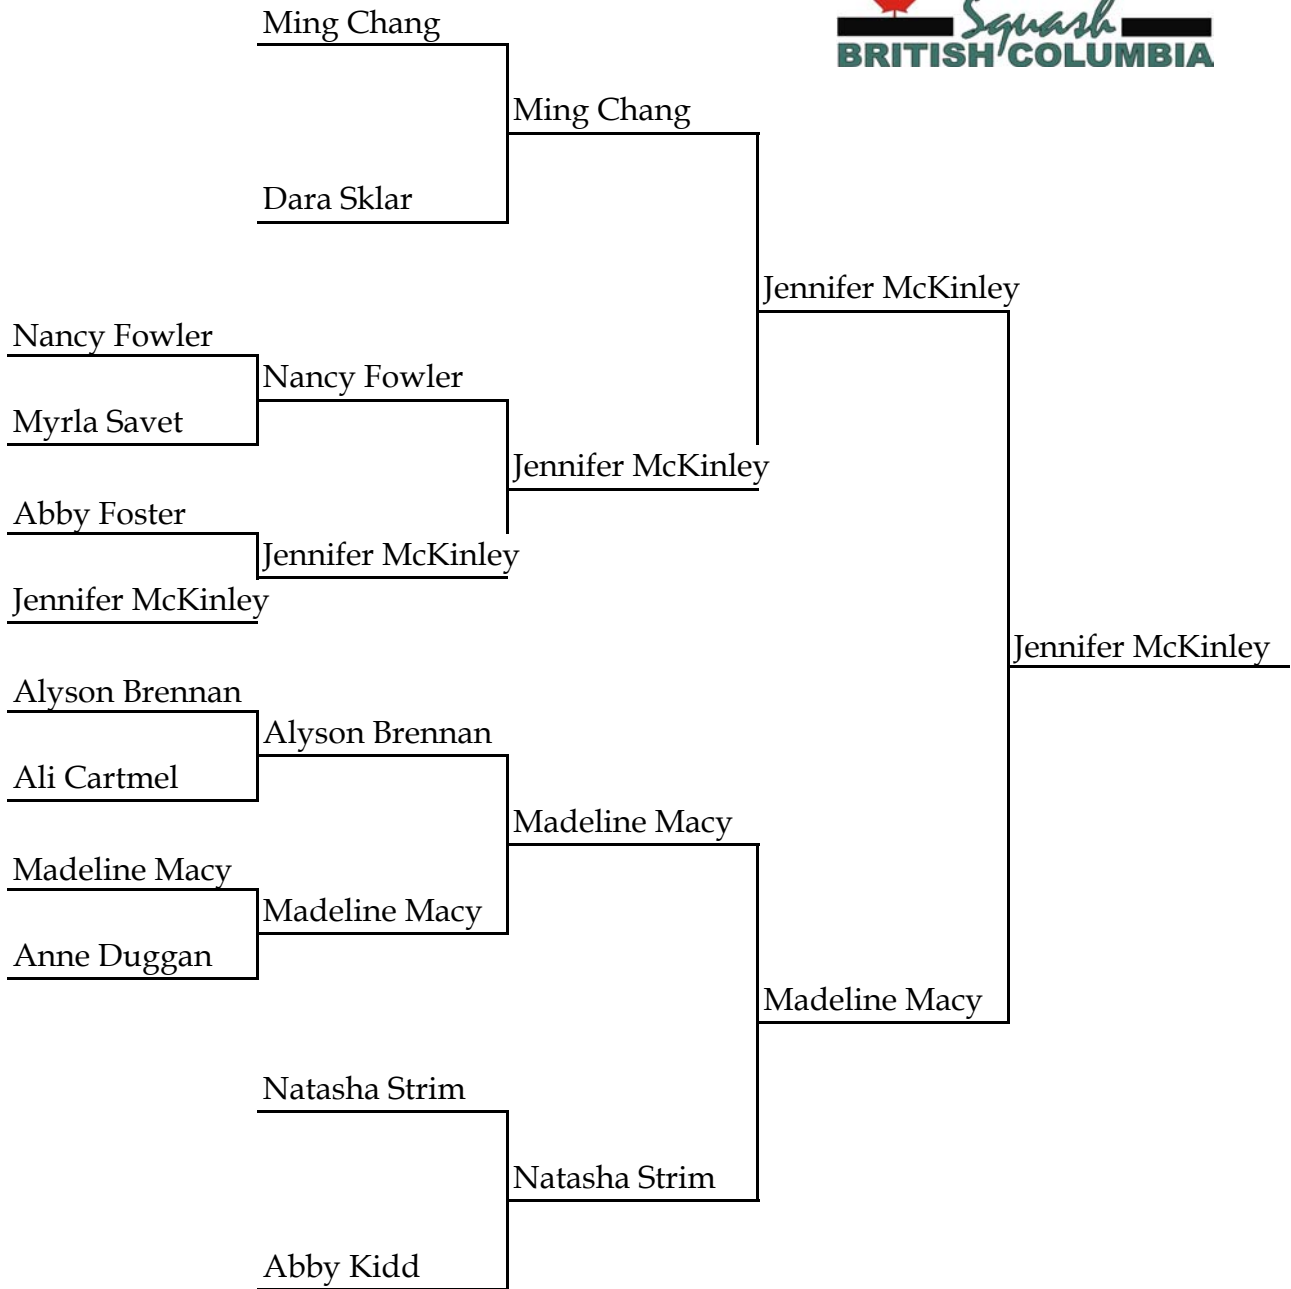 Ming Chang
Squash
BRITISH COLUMBIA
Ming Chang
Dara Sklar
Jennifer McKinley
Nancy Fowler
Nancy Fowler
Myrla Savet
Jennifer McKinley
Abby Foster
Jennifer McKinley
Jennifer McKinley
Jennifer McKinley
Alyson Brennan
Alyson Brennan
Ali Cartmel
Madeline Macy
Madeline Macy
Madeline Macy
Anne Duggan
Madeline Macy
Natasha Strim
Natasha Strim
Abby Kidd